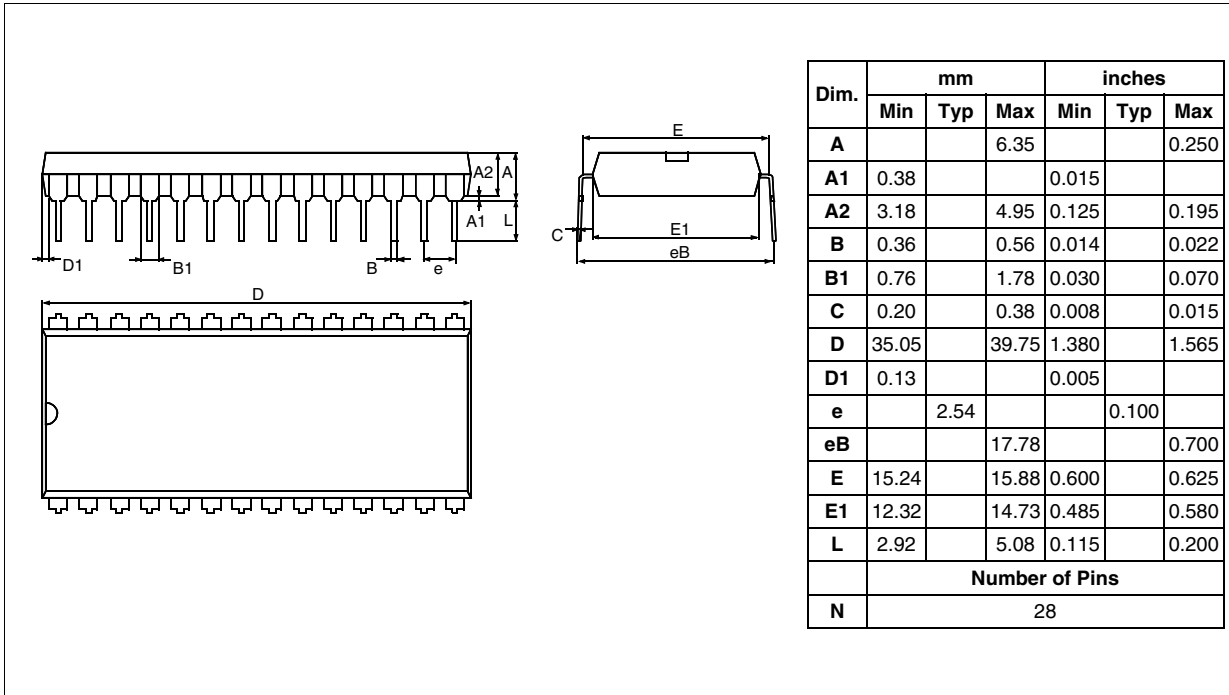 E
A2 A
A1 L
C E1
eB
D1 B1 B e
D
Dim. mm inches
Min Typ Max Min Typ Max
A 6.35 0.250
A1 0.38 0.015
A2 3.18 4.95 0.125 0.195
B 0.36 0.56 0.014 0.022
B1 0.76 1.78 0.030 0.070
C 0.20 0.38 0.008 0.015
D 35.05 39.75 1.380 1.565
D1 0.13 0.005
e 2.54 0.100
eB 17.78 0.700
E 15.24 15.88 0.600 0.625
E1 12.32 14.73 0.485 0.580
L 2.92 5.08 0.115 0.200
Number of Pins
N 28